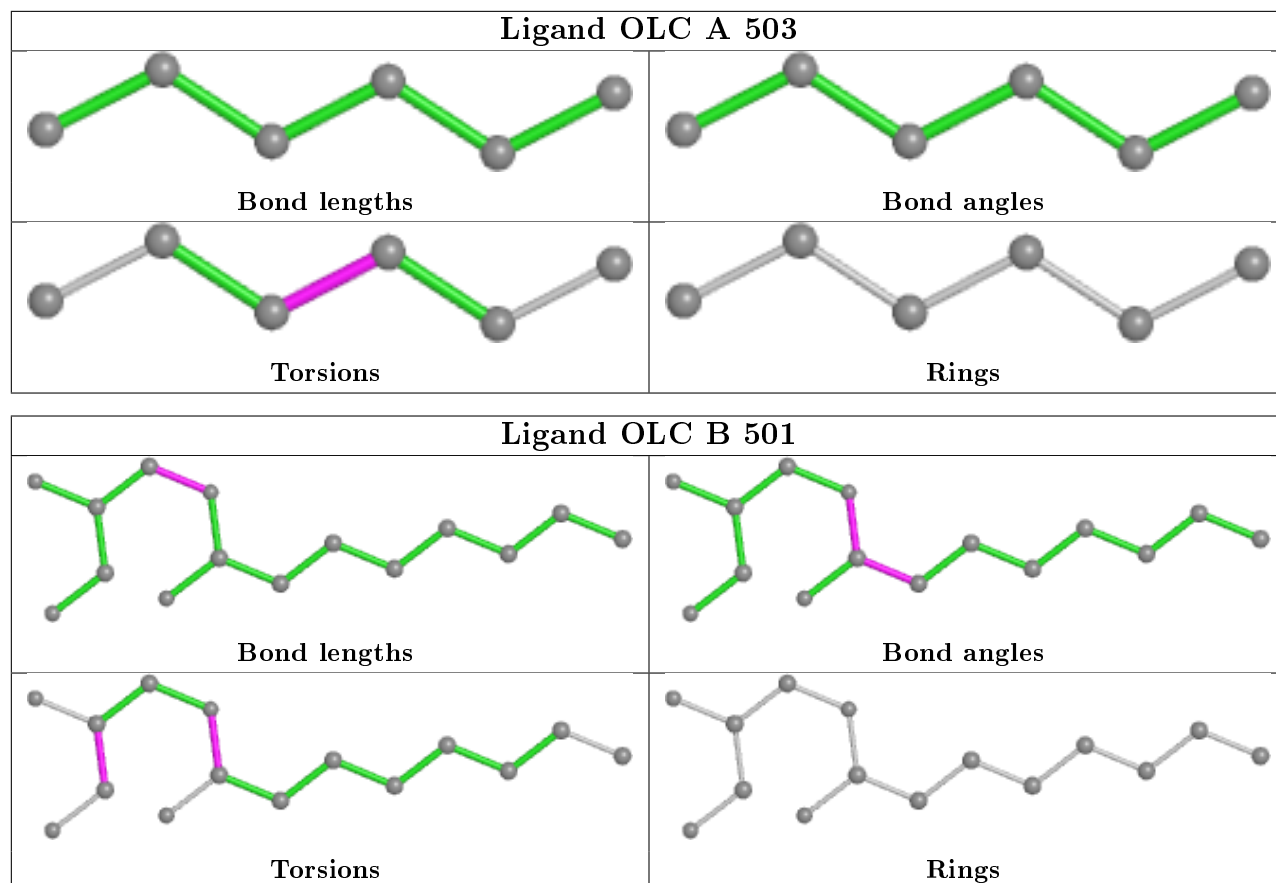 Ligand OLC A 503
Bond lengths
Bond angles
Torsions
Rings
Ligand OLC B 501
Bond lengths
Bond angles
Torsions
Rings